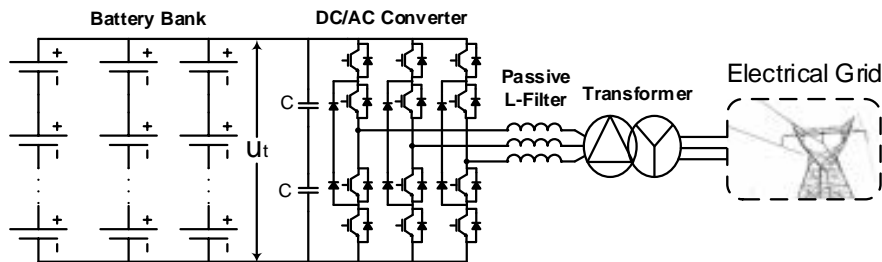 Battery Bank
DC/AC Converter
Passive
L-Filter
Transformer
Electrical Grid
+ + +
C
+ + +
ut
C
+ + +